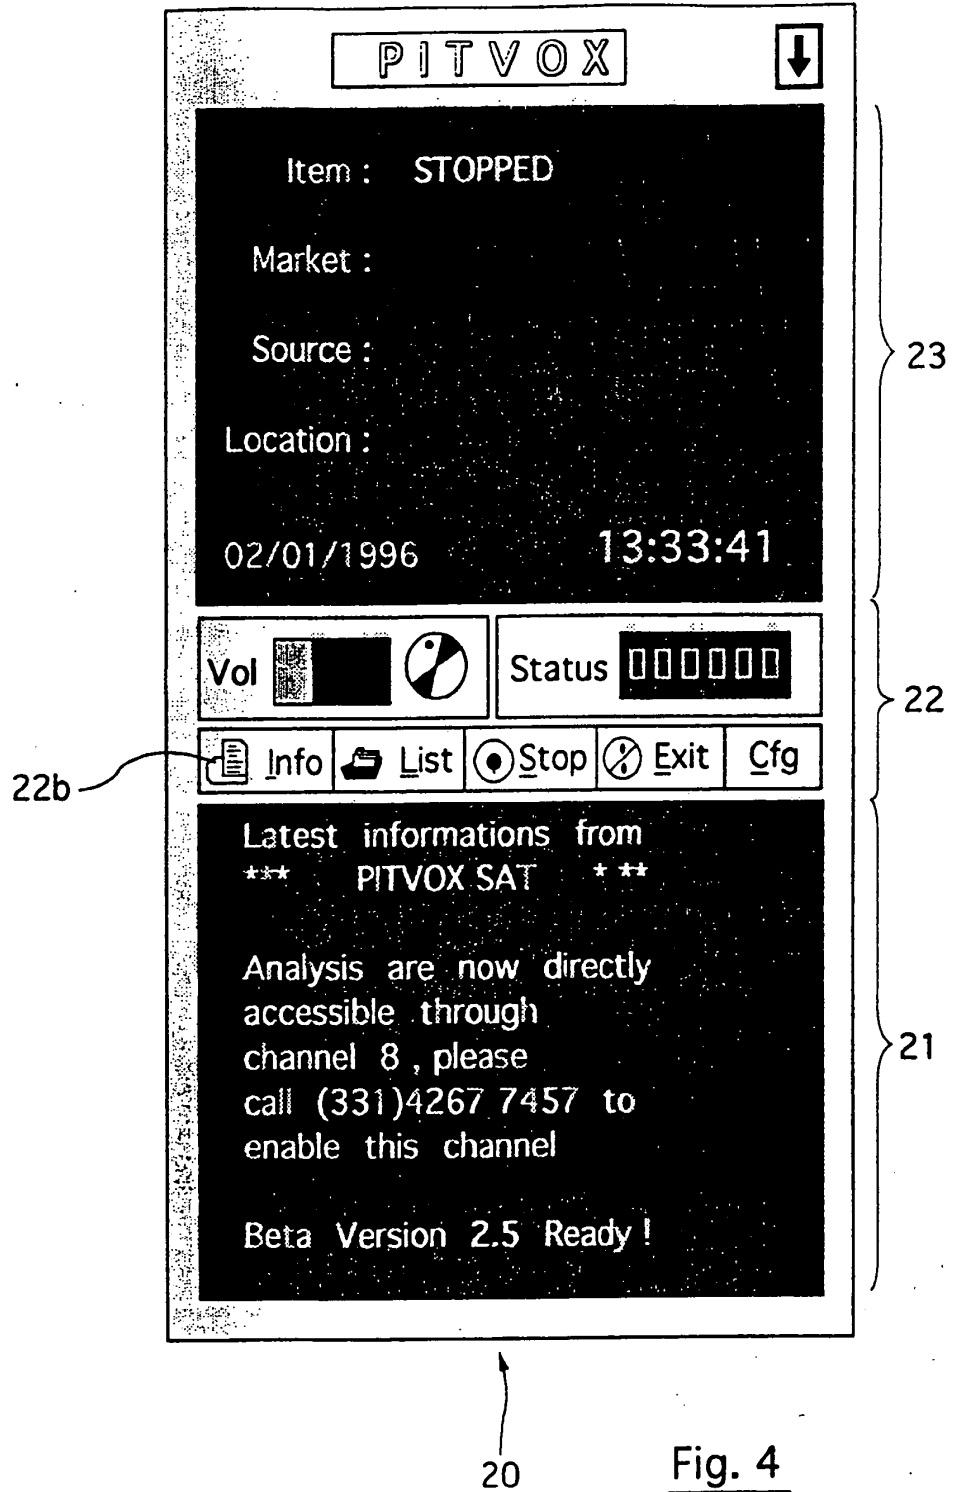 PITVOX
Item : STOPPED
Market :
Source :
Location :
02/01/1996 13:33:41
23
Vol Status 000000
22
Info List Stop Exit Cfg
22b
Latest informations from
*** PITVOX SAT * **
Analysis are now directly
accessible through
channel 8 , please
call (331)4267 7457 to
enable this channel
21
Beta Version 2.5 Ready !
20
Fig. 4